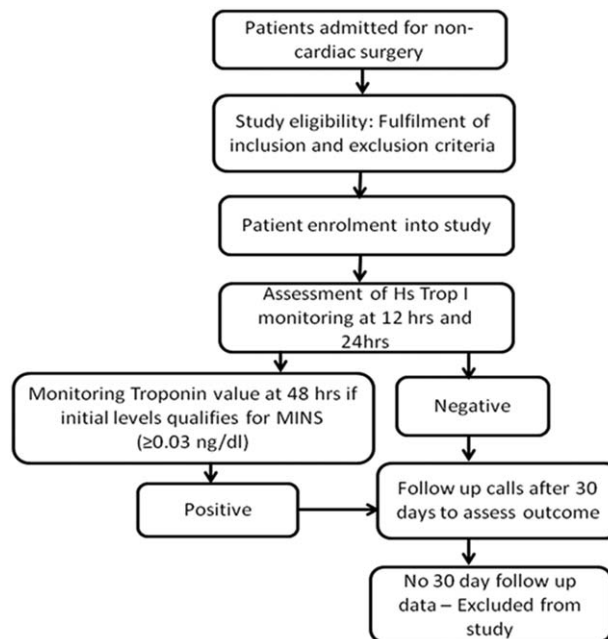 Patients admitted for non-
cardiac surgery
Study eligibility: Fulfilment of
inclusion and exclusion criteria
Patient enrolment into study
Assessment of Hs Trop I
monitoring at 12 hrs and
24hrs
Monitoring Troponin value at 48 hrs if
initial levels qualifies for MINS
(≥0.03 ng/dl)
Negative
Positive
Follow up calls after 30
days to assess outcome
No 30 day follow up
data – Excluded from
study